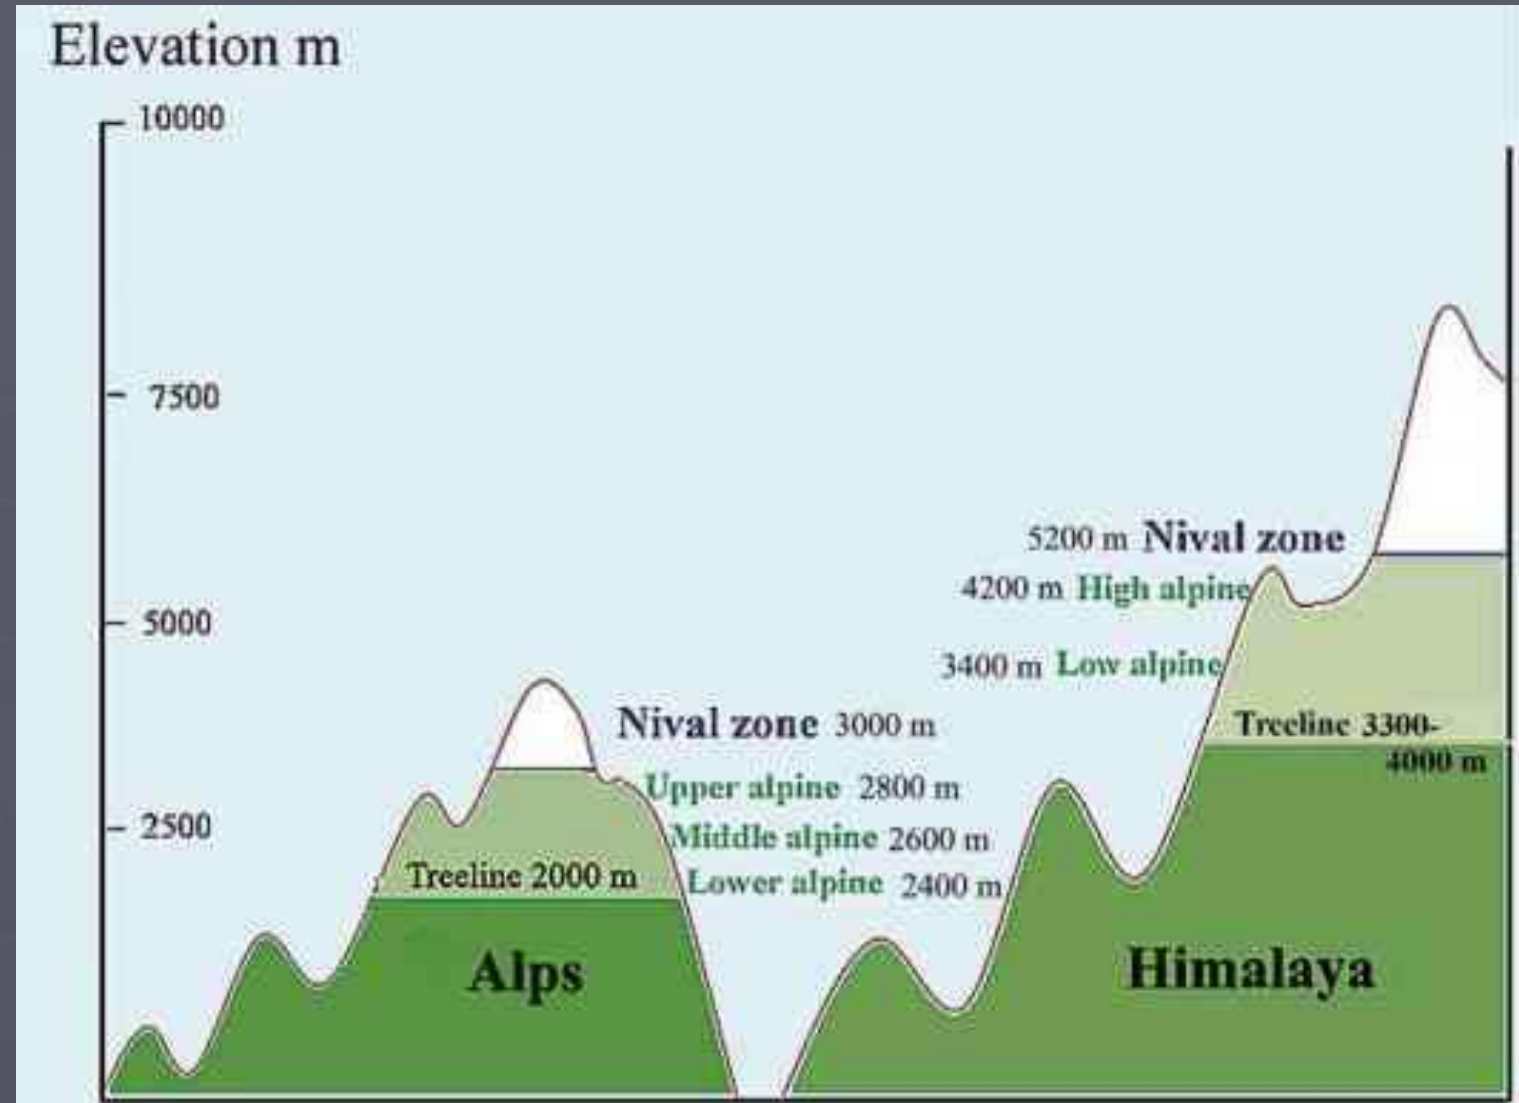 Elevation m
10000
7500
5000
2500
5200 m Nival zone
4200 m High alpine
3400 m Low alpine
Treeline 3300-
4000 m
Nival zone 3000 m
Upper alpine 2800 m
Middle alpine 2600 m
Lower alpine 2400 m
Treeline 2000 m
Alps
Himalaya